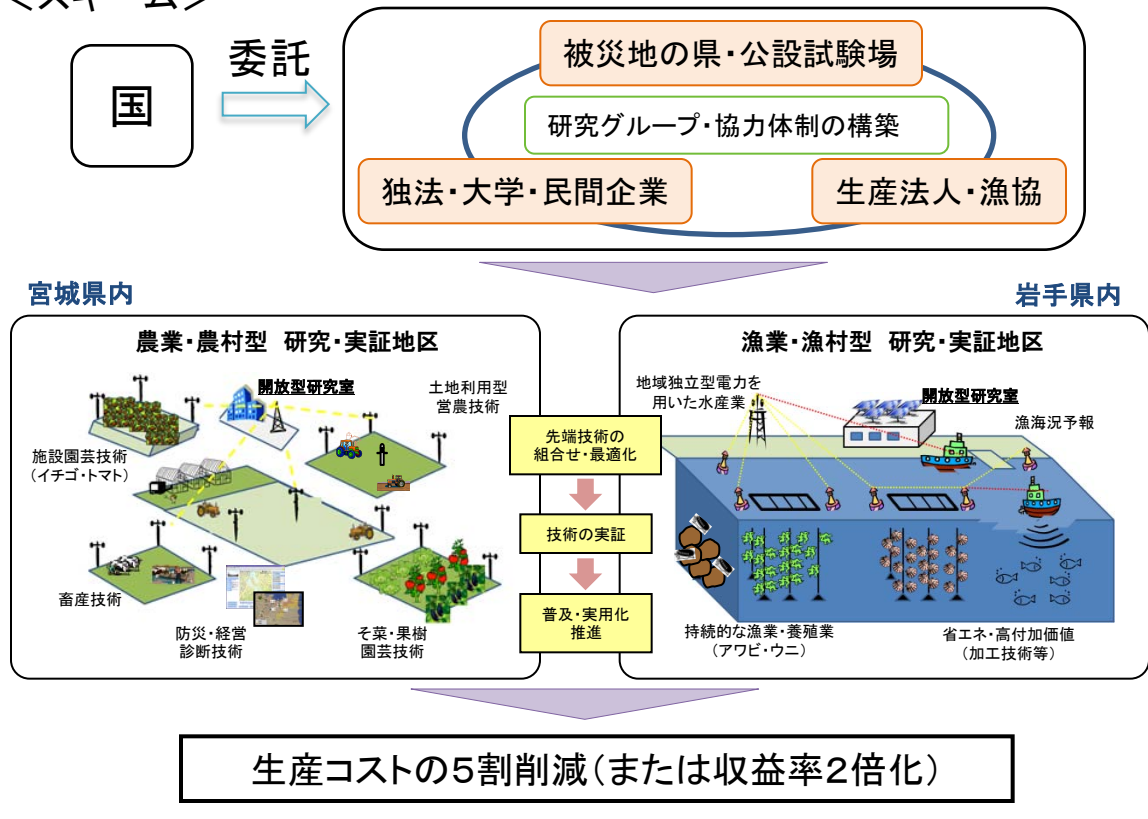 <スキーム>
国
委託
被災地の県・公設試験場
研究グループ・協力体制の構築
独法・大学・民間企業
生産法人・漁協
宮城県内
岩手県内
農業・農村型 研究・実証地区
開放型研究室
土地利用型
営農技術
施設園芸技術
(イチゴ・トマト)
畜産技術
防災・経営
診断技術
そ菜・果樹
園芸技術
先端技術の
組合せ・最適化
技術の実証
普及・実用化
推進
漁業・漁村型 研究・実証地区
地域独立型電力を
用いた水産業
開放型研究室
漁海況予報
持続的な漁業・養殖業
(アワビ・ウニ)
省エネ・高付加価値
(加工技術等)
生産コストの5割削減(または収益率2倍化)